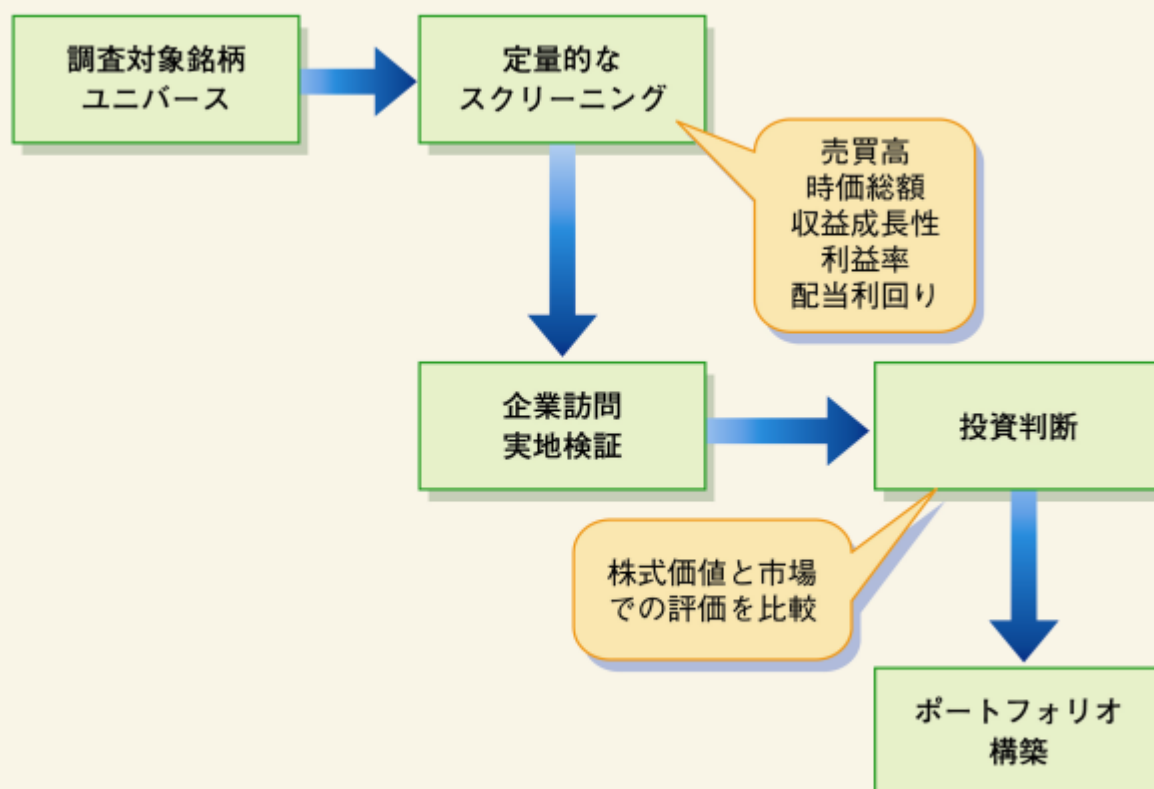 調査対象銘柄
ユニバース
定量的な
スクリーニング
売買高
時価総額
収益成長性
利益率
配当利回り
企業訪問
実地検証
投資判断
株式価値と市場
での評価を比較
ポートフォリオ
構築